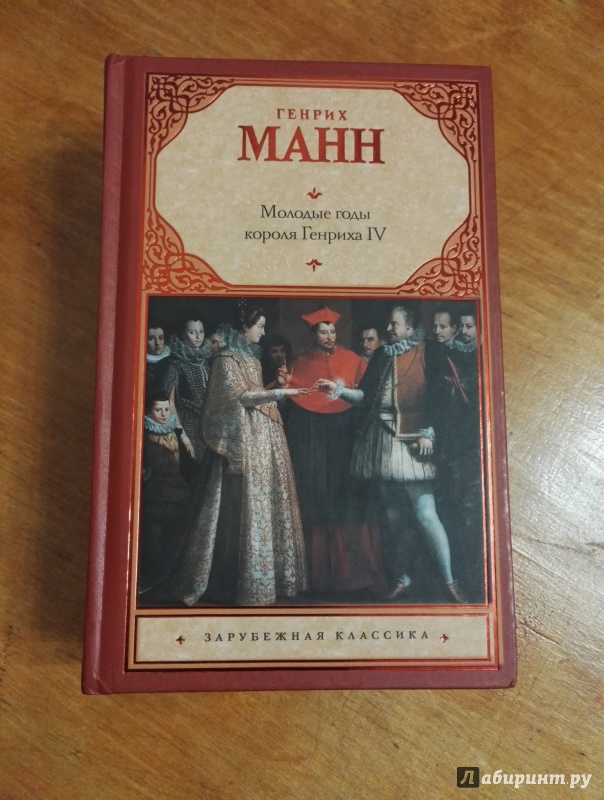 ГЕНРИХ
МАНН
Молодые годы
короля Генриха IV
ЗАРУБЕЖНАЯ КЛАССИКА
Лабиринт.ру